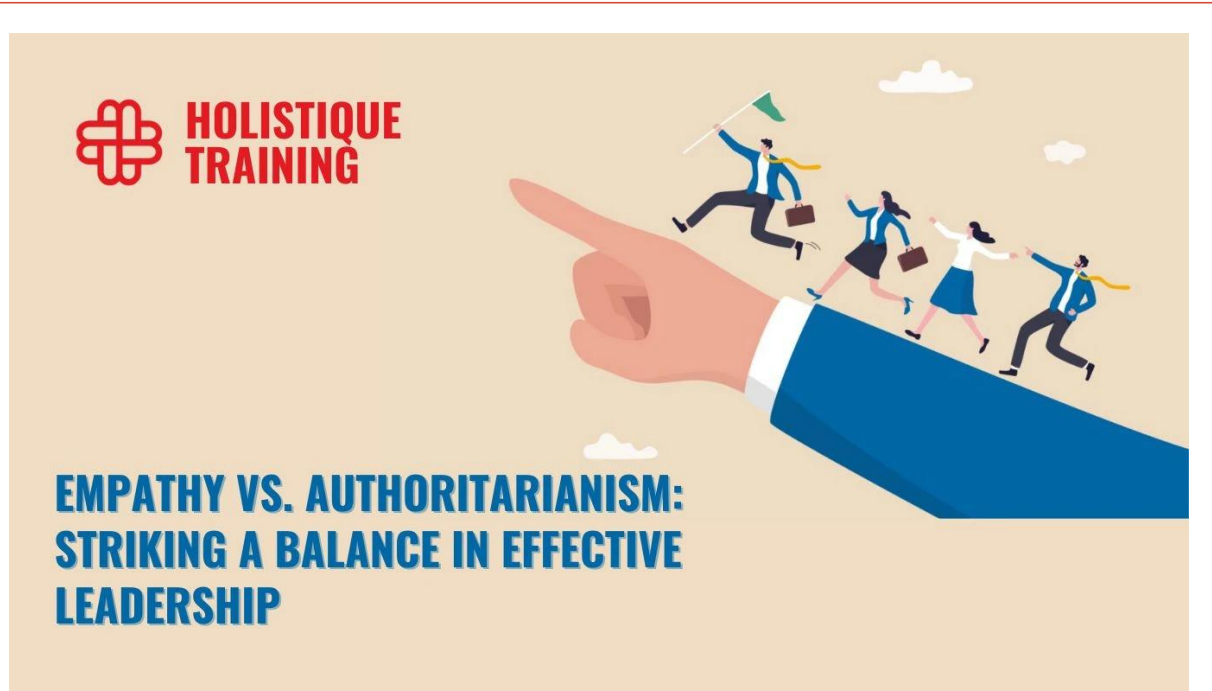 HOLISTIQUE
TRAINING
EMPATHY VS. AUTHORITARIANISM:
STRIKING A BALANCE IN EFFECTIVE
LEADERSHIP